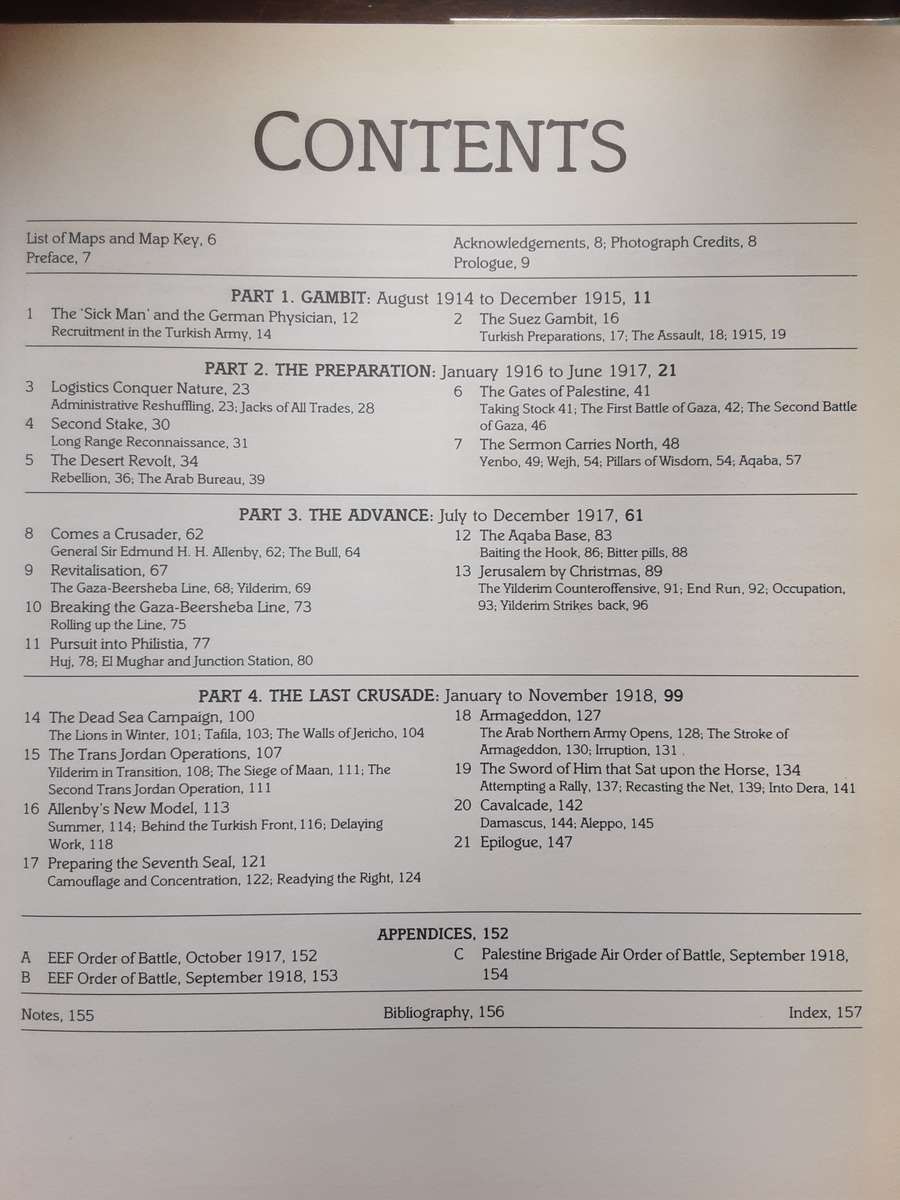 CONTENTS
List of Maps and Map Key, 6
Preface, 7
Acknowledgements, 8; Photograph Credits, 8
Prologue, 9
PART 1. GAMBIT: August 1914 to December 1915, 11
1 The 'Sick Man' and the German Physician, 12
Recruitment in the Turkish Army, 14
2 The Suez Gambit, 16
Turkish Preparations, 17; The Assault, 18; 1915, 19
PART 2. THE PREPARATION: January 1916 to June 1917, 21
3 Logistics Conquer Nature, 23
Administrative Reshuffling, 23; Jacks of All Trades, 28
4 Second Stake, 30
Long Range Reconnaissance, 31
5 The Desert Revolt, 34
Rebellion, 36; The Arab Bureau, 39
6 The Gates of Palestine, 41
Taking Stock 41; The First Battle of Gaza, 42; The Second Battle
of Gaza, 46
7 The Sermon Carries North, 48
Yenbo, 49; Wejh, 54; Pillars of Wisdom, 54; Aqaba, 57
PART 3. THE ADVANCE: July to December 1917, 61
8 Comes a Crusader, 62
General Sir Edmund H. H. Allenby, 62; The Bull, 64
9 Revitalisation, 67
The Gaza-Beersheba Line, 68; Yilderim, 69
10 Breaking the Gaza-Beersheba Line, 73
Rolling up the Line, 75
11 Pursuit into Philistia, 77
Huj, 78; El Mughar and Junction Station, 80
12 The Aqaba Base, 83
Baiting the Hook, 86; Bitter pills, 88
13 Jerusalem by Christmas, 89
The Yilderim Counteroffensive, 91; End Run, 92; Occupation,
93; Yilderim Strikes back, 96
PART 4. THE LAST CRUSADE: January to November 1918, 99
14 The Dead Sea Campaign, 100
The Lions in Winter, 101; Tafila, 103; The Walls of Jericho, 104
15 The Trans Jordan Operations, 107
Yilderim in Transition, 108; The Siege of Maan, 111; The
Second Trans Jordan Operation, 111
16 Allenby's New Model, 113
Summer, 114; Behind the Turkish Front, 116; Delaying
Work, 118
17 Preparing the Seventh Seal, 121
Camouflage and Concentration, 122; Readying the Right, 124
18 Armageddon, 127
The Arab Northern Army Opens, 128; The Stroke of
Armageddon, 130; Irruption, 131
19 The Sword of Him that Sat upon the Horse, 134
Attempting a Rally, 137; Recasting the Net, 139; Into Dera, 141
20 Cavalcade, 142
Damascus, 144; Aleppo, 145
21 Epilogue, 147
APPENDICES, 152
A EEF Order of Battle, October 1917, 152
B EEF Order of Battle, September 1918, 153
C Palestine Brigade Air Order of Battle, September 1918,
154
Notes, 155
Bibliography, 156
Index, 157